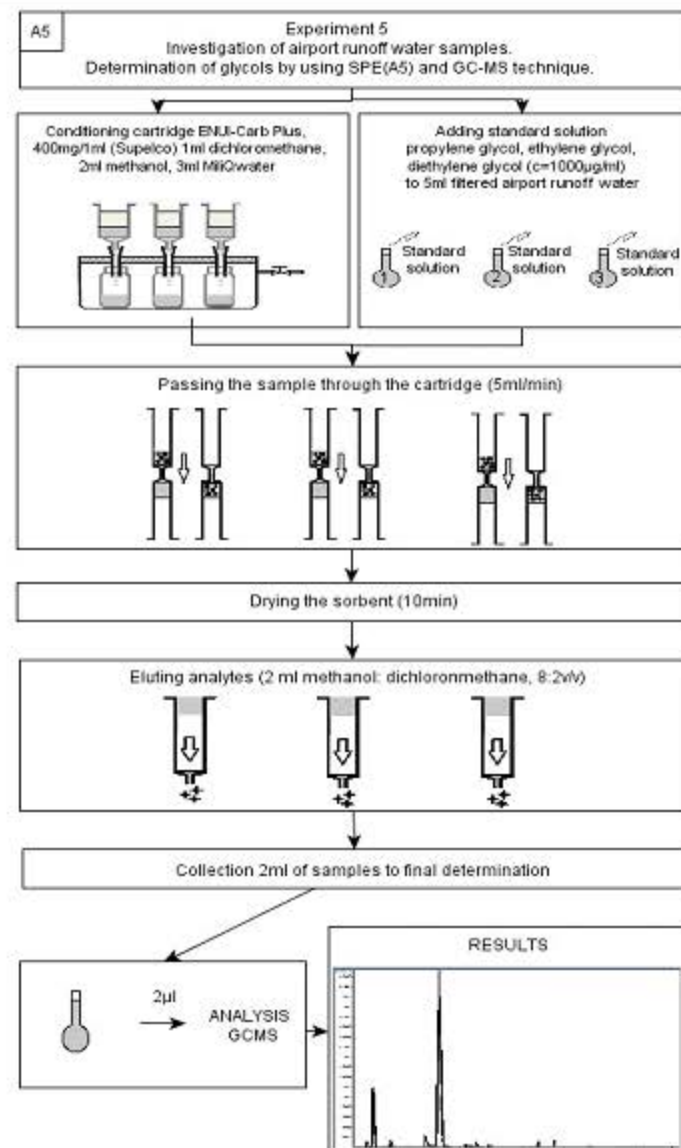 A5
Experiment 5
Investigation of airport runoff water samples.
Determination of glycols by using SPE(A5) and GC-MS technique.
Conditioning cartridge ENUI-Carb Plus,
400mg/1ml (Supelco) 1ml dichloromethane,
2ml methanol, 3ml MiliQwater
Adding standard solution
propylene glycol, ethylene glycol,
diethylene glycol (c=1000µg/ml)
to 5ml filtered airport runoff water
Standard
solution
1
Standard
solution
2
Standard
solution
3
Passing the sample through the cartridge (5ml/min)
Drying the sorbent (10min)
Eluting analytes (2 ml methanol: dichloronmethane, 8:2v/v)
Collection 2ml of samples to final determination
2µl
ANALYSIS
GCMS
RESULTS